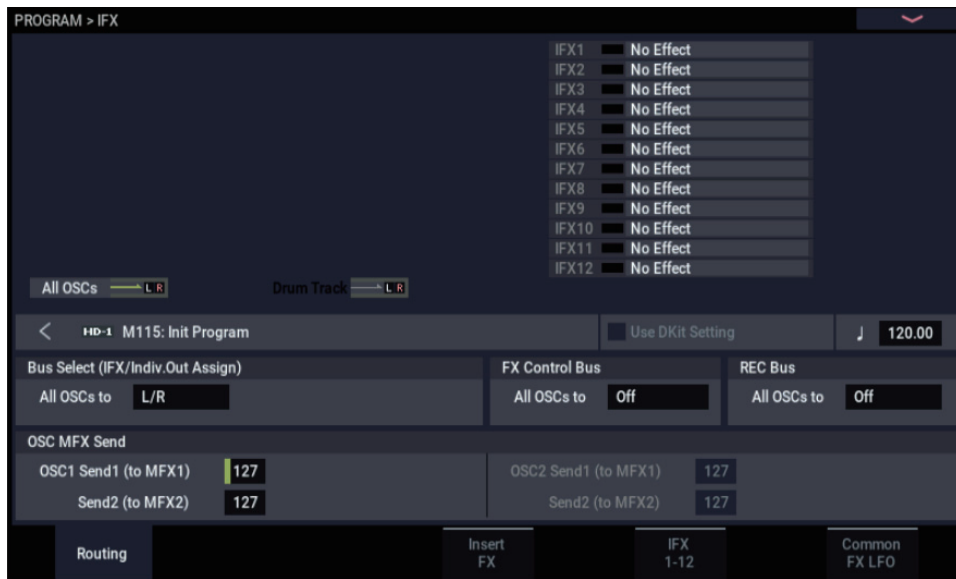 PROGRAM > IFX
IFX1 No Effect
IFX2 No Effect
IFX3 No Effect
IFX4 No Effect
IFX5 No Effect
IFX6 No Effect
IFX7 No Effect
IFX8 No Effect
IFX9 No Effect
IFX10 No Effect
IFX11 No Effect
IFX12 No Effect
All OSCs L R Drum Track L R
HD-1 M115: Init Program Use DKit Setting ♩ 120.00
Bus Select (IFX/Indiv.Out Assign) FX Control Bus REC Bus
All OSCs to L/R All OSCs to Off All OSCs to Off
OSC MFX Send
OSC1 Send1 (to MFX1) 127 OSC2 Send1 (to MFX1) 127
Send2 (to MFX2) 127 Send2 (to MFX2) 127
Routing Insert FX IFX 1-12 Common FX LFO